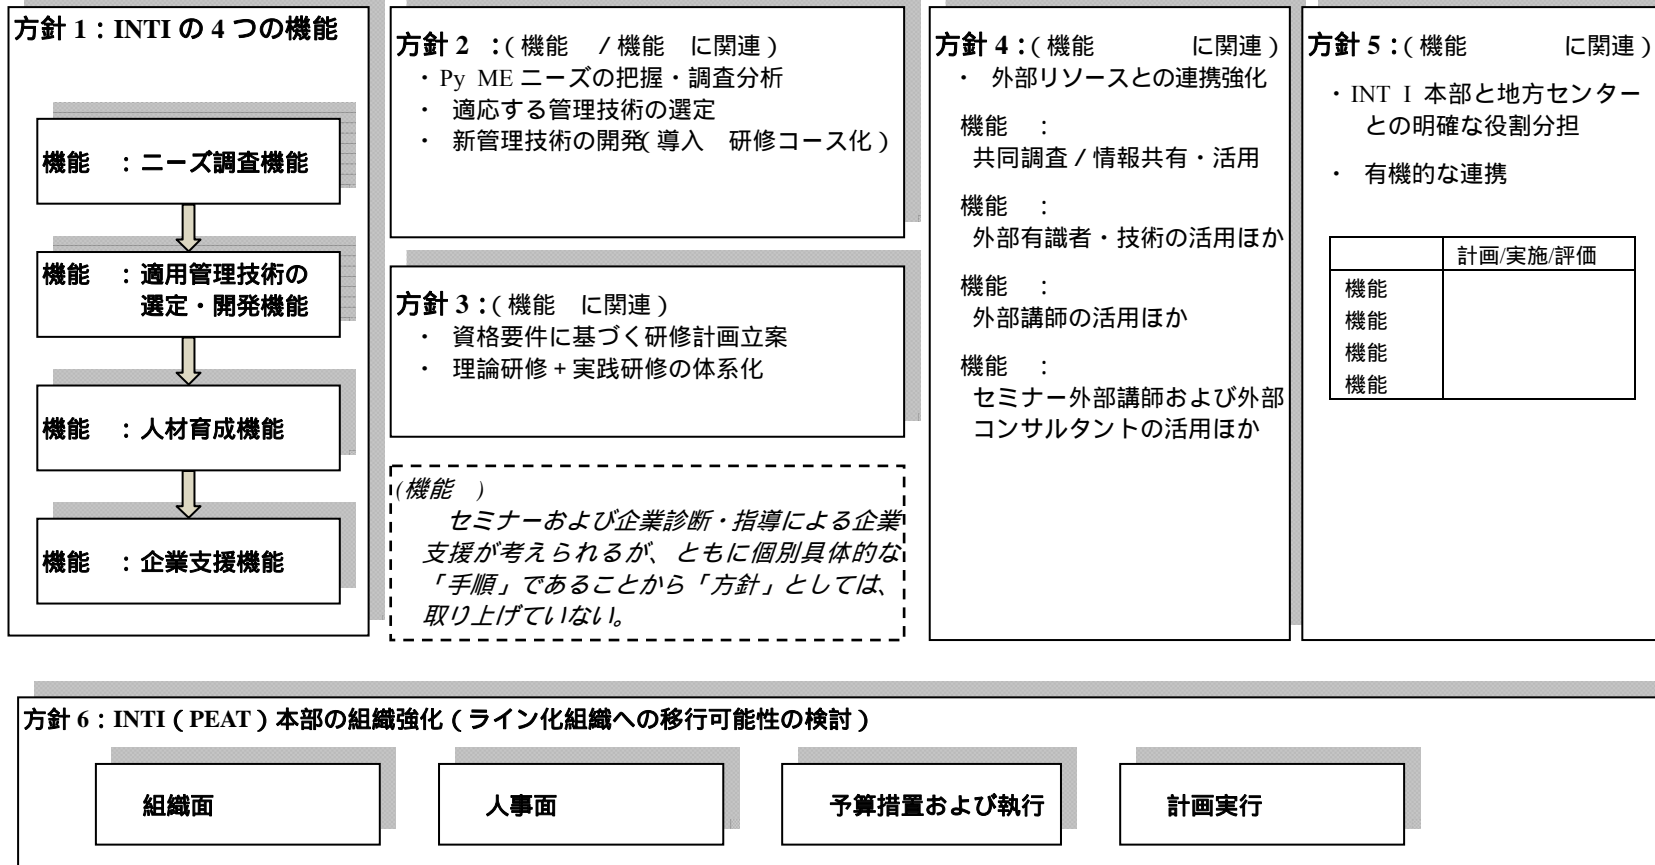 方針 1：INTI の 4 つの機能
機能　：ニーズ調査機能
機能　：適用管理技術の
選定・開発機能
機能　：人材育成機能
機能　：企業支援機能
方針 2 ：( 機能　/ 機能　に関連 )
・Py ME ニーズの把握・調査分析
・ 適応する管理技術の選定
・ 新管理技術の開発( 導入　研修コース化 )
方針 3：( 機能　に関連 )
・ 資格要件に基づく研修計画立案
・ 理論研修 + 実践研修の体系化
(機能　)
セミナーおよび企業診断・指導による企業
支援が考えられるが、ともに個別具体的な
「手順」であることから「方針」としては、
取り上げていない。
方針 4：( 機能　　　　に関連 )
・ 外部リソースとの連携強化
機能　：
共同調査 / 情報共有・活用
機能　：
外部有識者・技術の活用ほか
機能　：
外部講師の活用ほか
機能　：
セミナー外部講師および外部
コンサルタントの活用ほか
方針 5：( 機能　　　　に関連 )
・INT I 本部と地方センター
との明確な役割分担
・ 有機的な連携
計画/実施/評価
機能
機能
機能
機能
方針 6：INTI ( PEAT ) 本部の組織強化 ( ライン化組織への移行可能性の検討 )
組織面
人事面
予算措置および執行
計画実行